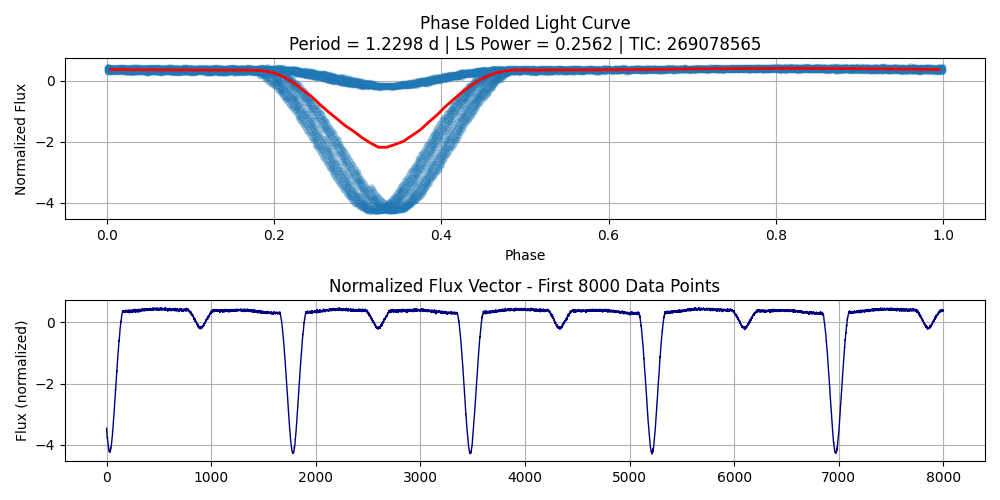 Phase Folded Light Curve
Period = 1.2298 d | LS Power = 0.2562 | TIC: 269078565
Normalized Flux
0
−2
−4
0.0 0.2 0.4 0.6 0.8 1.0
Phase
Normalized Flux Vector - First 8000 Data Points
Flux (normalized)
0
−2
−4
0 1000 2000 3000 4000 5000 6000 7000 8000